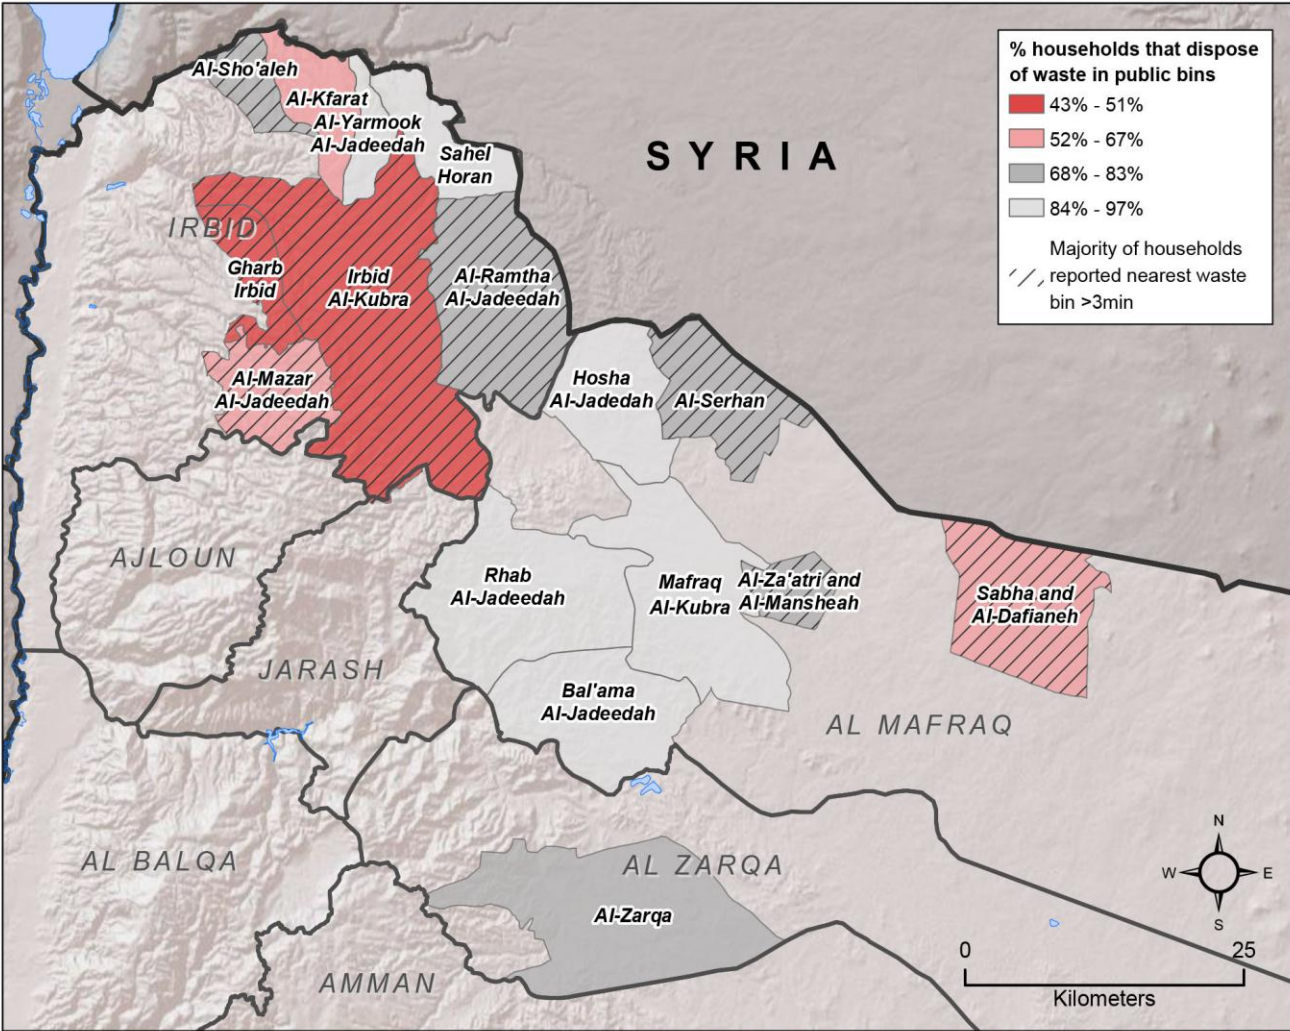 % households that dispose
of waste in public bins
43% - 51%
52% - 67%
68% - 83%
84% - 97%
Majority of households
reported nearest waste
bin >3min
SYRIA
Al-Sho'aleh
Al-Kfarat
Al-Yarmook
Al-Jadeedah
Sahel
Horan
IRBID
Gharb
Irbid
Irbid
Al-Kubra
Al-Ramtha
Al-Jadeedah
Al-Mazar
Al-Jadeedah
Hosha
Al-Jadedah
Al-Serhan
AJLOUN
Rhab
Al-Jadeedah
Mafraq
Al-Kubra
Al-Za'atri and
Al-Mansheah
Sabha and
Al-Dafianeh
JARASH
Bal'ama
Al-Jadeedah
AL MAFRAQ
AL BALQA
AL ZARQA
Al-Zarqa
AMMAN
N
W
E
S
0
25
Kilometers